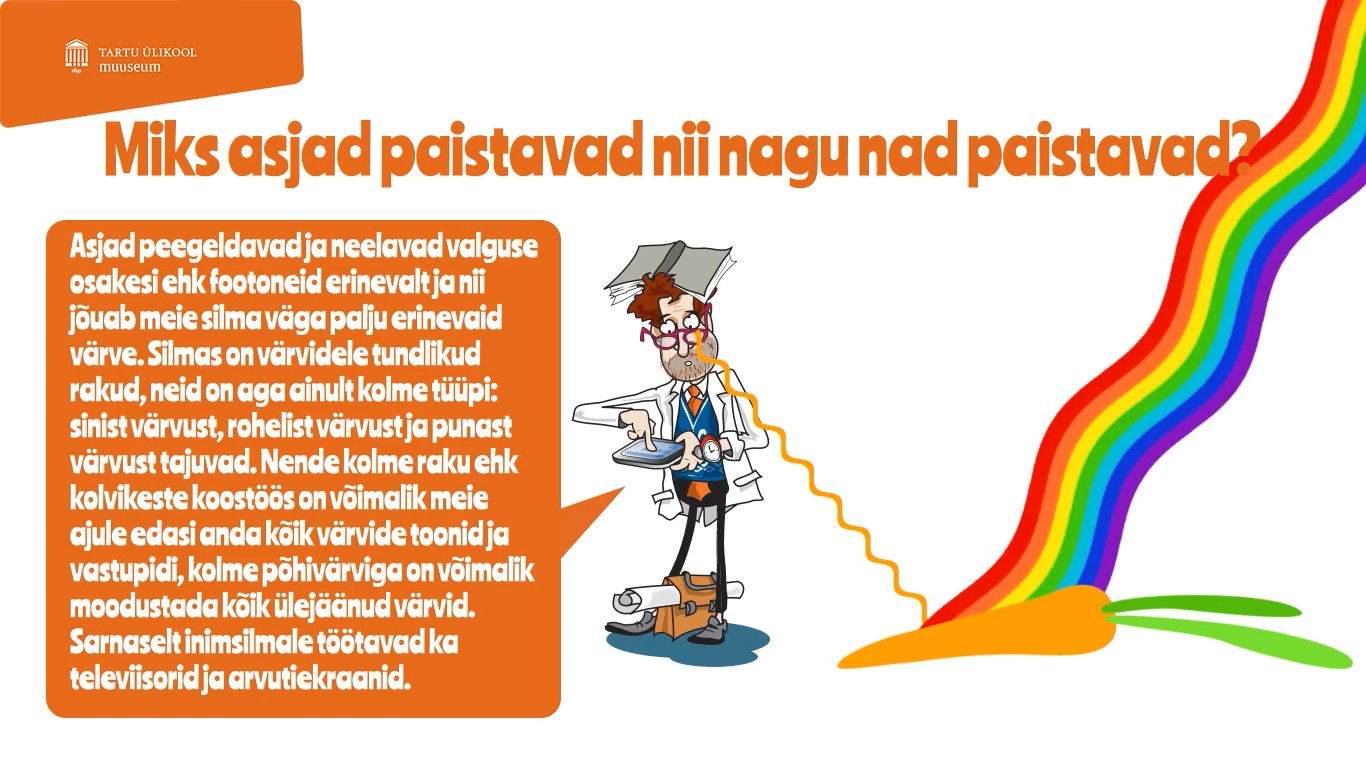 TARTU ÜLIKOOL
muuseum
1632
Miks asjad paistavad nii nagu nad paistavad?
Asjad peegeldavad ja neelavad valguse
osakesi ehk footoneid erinevalt ja nii
jõuab meie silma väga palju erinevaid
värve. Silmas on värvidele tundlikud
rakud, neid on aga ainult kolme tüüpi:
sinist värvust, rohelist värvust ja punast
värvust tajuvad. Nende kolme raku ehk
kolvikeste koostöös on võimalik meie
ajule edasi anda kõik värvide toonid ja
vastupidi, kolme põhivärviga on võimalik
moodustada kõik ülejäänud värvid.
Sarnaselt inimsilmale töötavad ka
televiisorid ja arvutiekraanid.